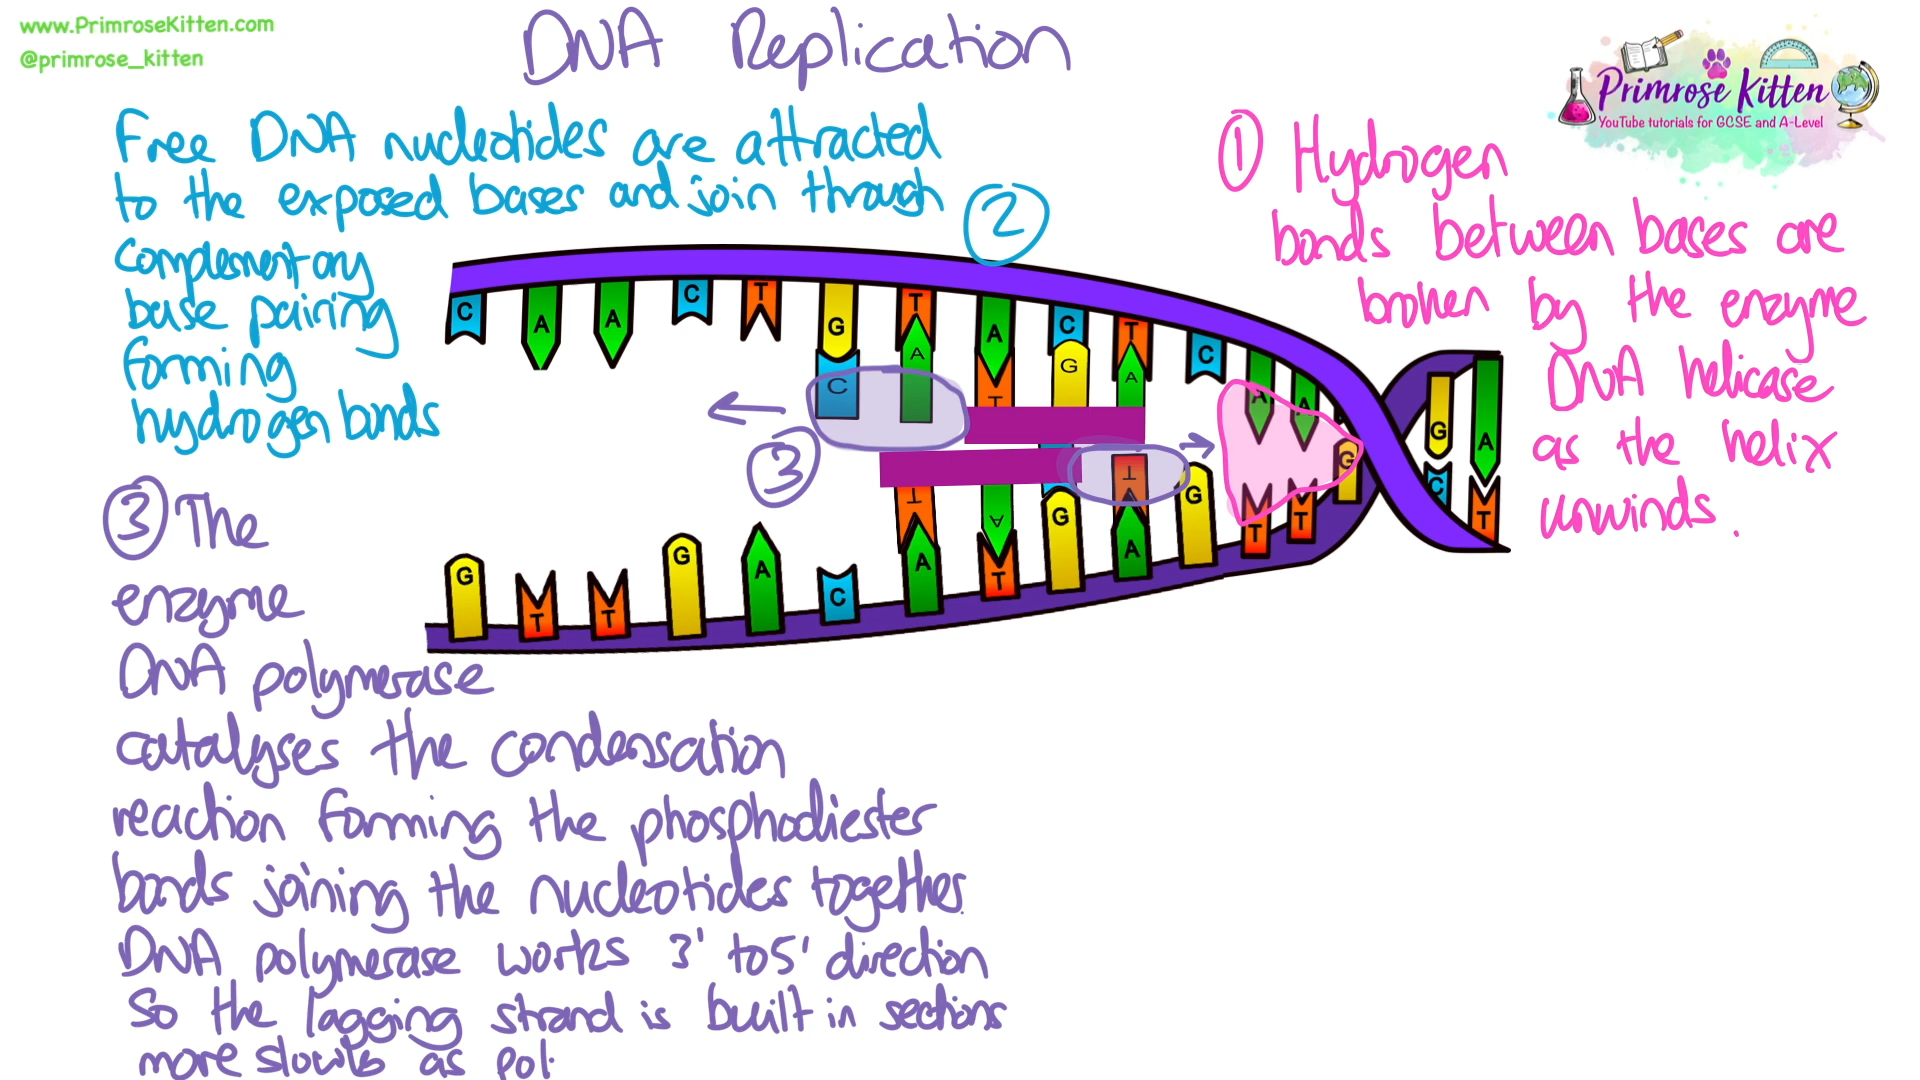 www.PrimroseKitten.com
@primrose_kitten
DNA Replication
Primrose Kitten
YouTube tutorials for GCSE and A-Level
Free DNA nucleotides are attracted
to the exposed bases and join through
complementary
base pairing
forming
hydrogen bonds
2
1 Hydrogen
bonds between bases are
broken by the enzyme
DNA helicase
as the helix
unwinds.
C A A C T G T A C T C A A
C A T G A
G A
3
T
G C T
T A G A G T T
G T T G A C A T
3 The
enzyme
DNA polymerase
catalyses the condensation
reaction forming the phosphodiester
bonds joining the nucleotides together.
DNA polymerase works 3' to 5' direction
So the lagging strand is built in sections
more slowly as pol